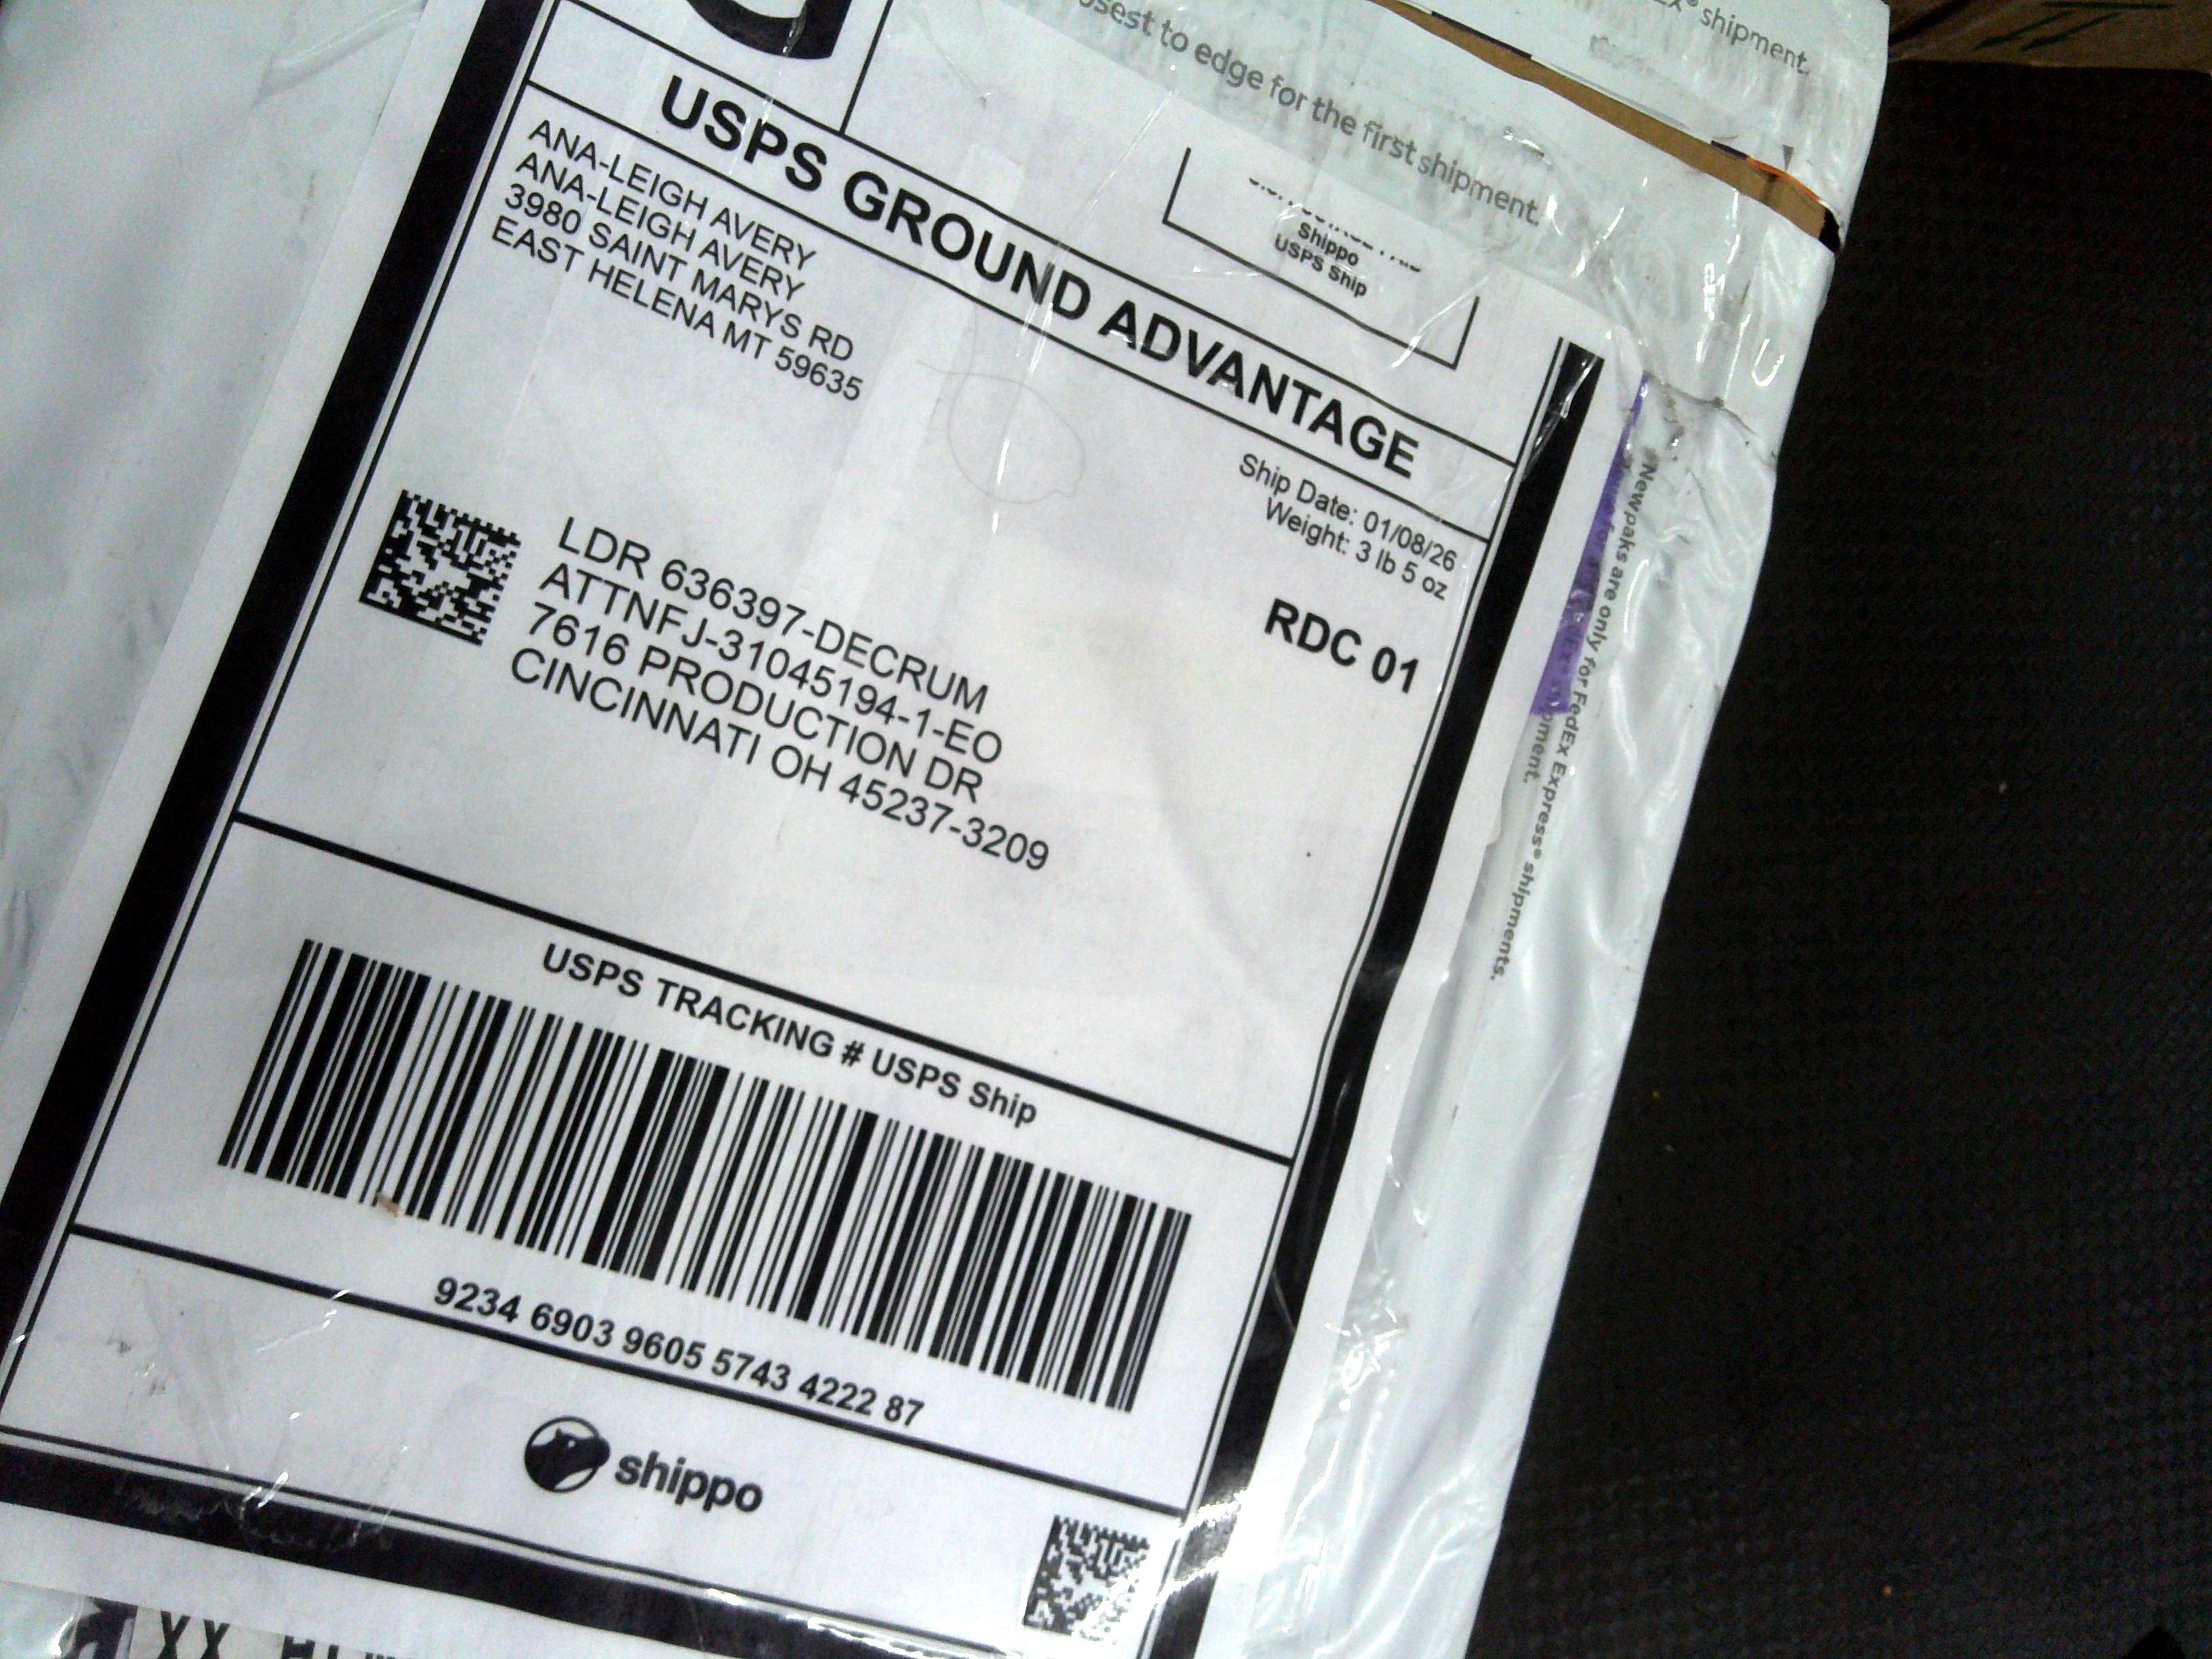 to edge for the first shipment.
shipment.
Shippo
USPS Ship
USPS GROUND ADVANTAGE
ANA-LEIGH AVERY
ANA-LEIGH AVERY
3980 SAINT MARYS RD
EAST HELENA MT 59635
Ship Date: 01/08/26
Weight: 3 lb 5 oz
RDC 01
LDR 636397-DECRUM
ATTNFJ-31045194-1-EO
7616 PRODUCTION DR
CINCINNATI OH 45237-3209
USPS TRACKING # USPS Ship
9234 6903 9605 5743 4222 87
shippo
New paks are only for FedEx Express® shipments.